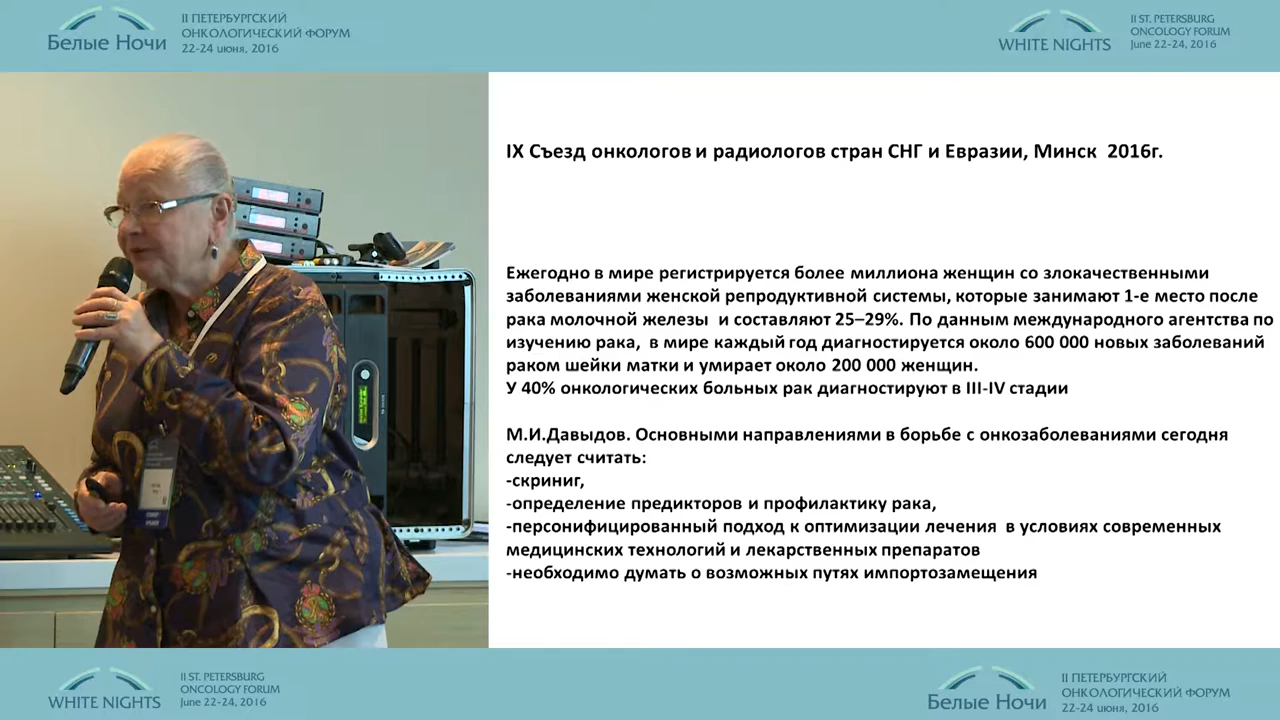 Белые Ночи
II ПЕТЕРБУРГСКИЙ
ОНКОЛОГИЧЕСКИЙ ФОРУМ
22-24 июня, 2016
WHITE NIGHTS
II ST. PETERSBURG
ONCOLOGY FORUM
June 22-24, 2016
IX Съезд онкологов и радиологов стран СНГ и Евразии, Минск 2016г.
Ежегодно в мире регистрируется более миллиона женщин со злокачественными
заболеваниями женской репродуктивной системы, которые занимают 1-е место после
рака молочной железы и составляют 25–29%. По данным международного агентства по
изучению рака, в мире каждый год диагностируется около 600 000 новых заболеваний
раком шейки матки и умирает около 200 000 женщин.
У 40% онкологических больных рак диагностируют в III-IV стадии
М.И.Давыдов. Основными направлениями в борьбе с онкозаболеваниями сегодня
следует считать:
-скриниг,
-определение предикторов и профилактику рака,
-персонифицированный подход к оптимизации лечения в условиях современных
медицинских технологий и лекарственных препаратов
-необходимо думать о возможных путях импортозамещения
WHITE NIGHTS
II ST. PETERSBURG
ONCOLOGY FORUM
June 22-24, 2016
Белые Ночи
II ПЕТЕРБУРГСКИЙ
ОНКОЛОГИЧЕСКИЙ ФОРУМ
22-24 июня, 2016